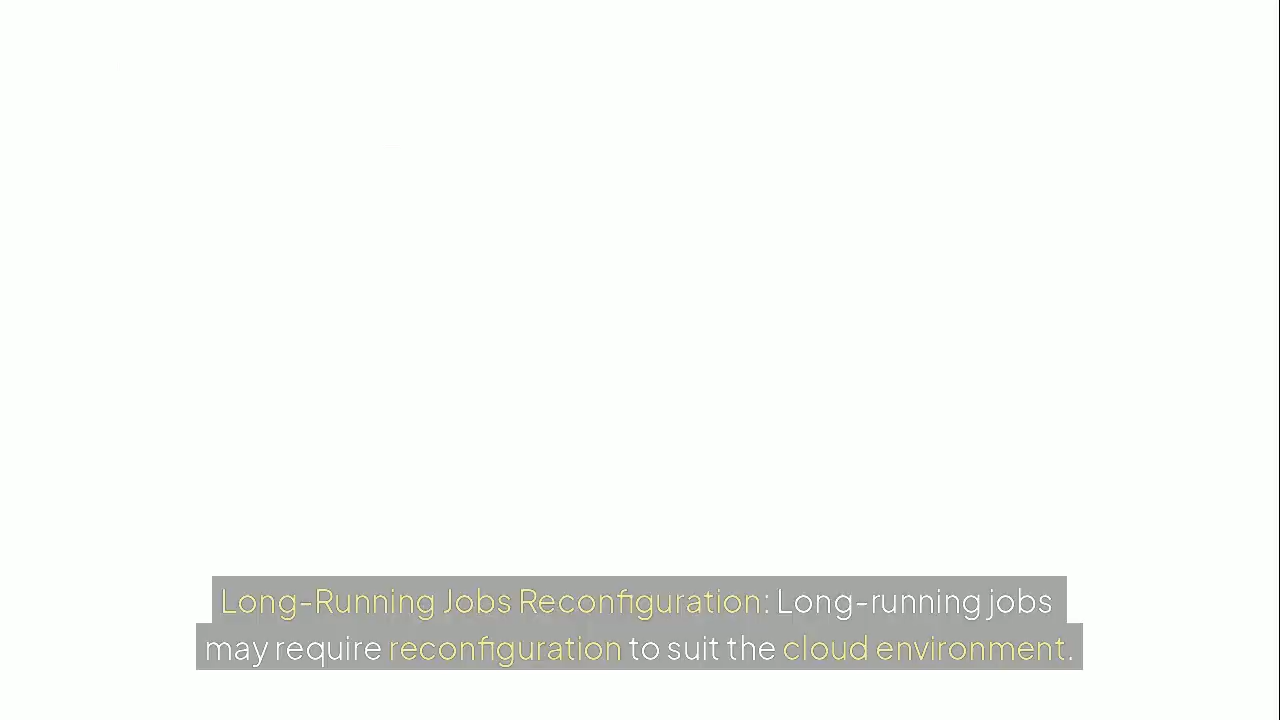 Long-Running Jobs Reconfiguration: Long-running jobs
may require reconfiguration to suit the cloud environment.